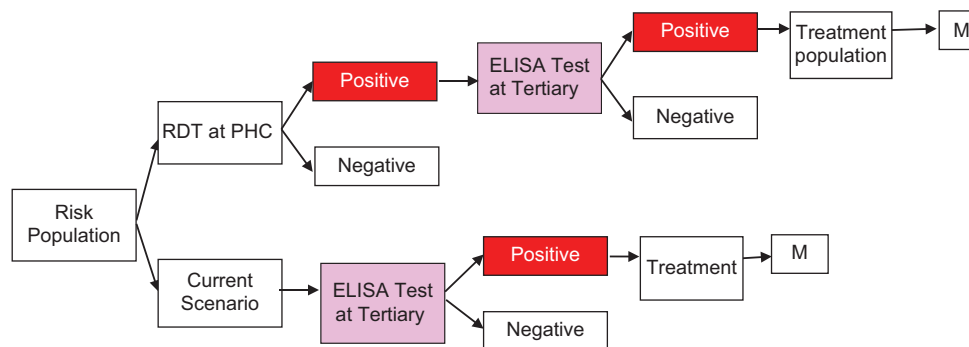 Positive
Treatment
population
M
Positive
ELISA Test
at Tertiary
RDT at PHC
Negative
Negative
Risk
Population
Current
Scenario
ELISA Test
at Tertiary
Positive
Treatment
M
Negative